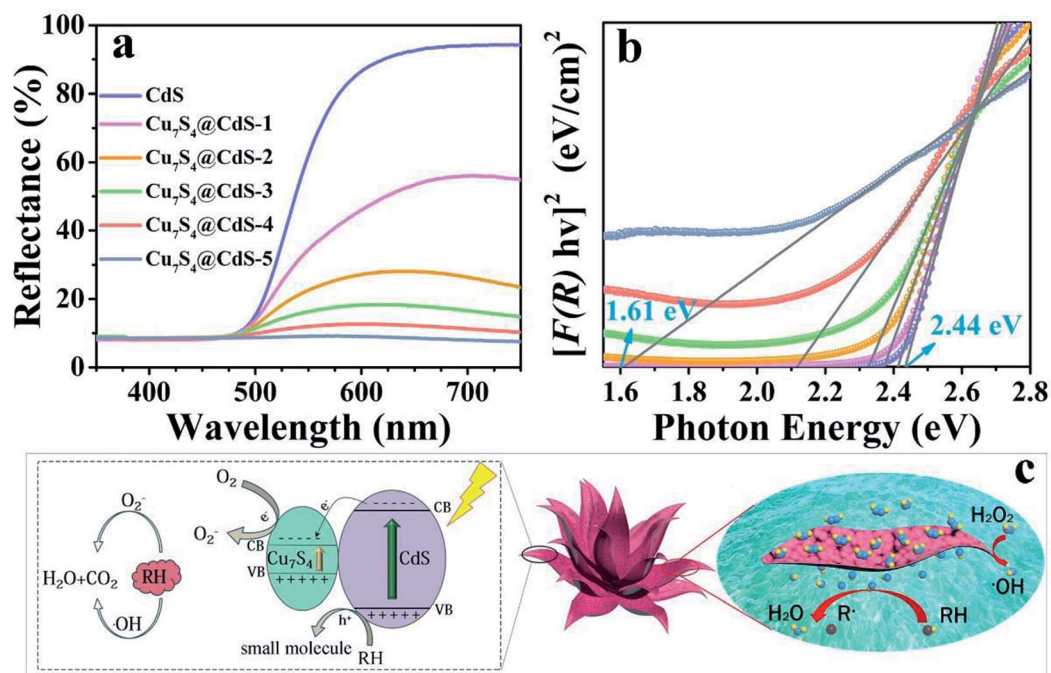 a
Reflectance (%)
100
80
60
40
20
0
CdS
Cu₇S₄@CdS-1
Cu₇S₄@CdS-2
Cu₇S₄@CdS-3
Cu₇S₄@CdS-4
Cu₇S₄@CdS-5
400 500 600 700
Wavelength (nm)
b
[F(R) hv]² (eV/cm)²
1.61 eV
2.44 eV
1.6 1.8 2.0 2.2 2.4 2.6 2.8
Photon Energy (eV)
c
O₂⁻
H₂O+CO₂
RH
·OH
O₂
O₂⁻
e⁻
e⁻
CB
Cu₇S₄
VB
+ + + + +
CB
CdS
VB
+ + + +
h⁺
small molecule
RH
H₂O₂
·OH
H₂O
R·
RH